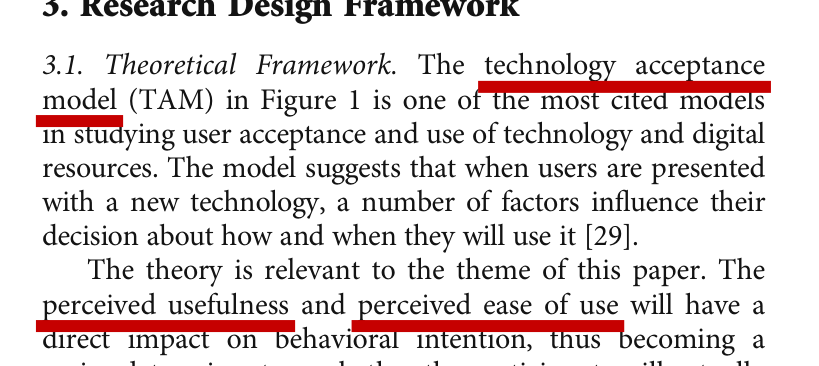 3. Research Design Framework
3.1. Theoretical Framework. The technology acceptance
model (TAM) in Figure 1 is one of the most cited models
in studying user acceptance and use of technology and digital
resources. The model suggests that when users are presented
with a new technology, a number of factors influence their
decision about how and when they will use it [29].
The theory is relevant to the theme of this paper. The
perceived usefulness and perceived ease of use will have a
direct impact on behavioral intention, thus becoming a